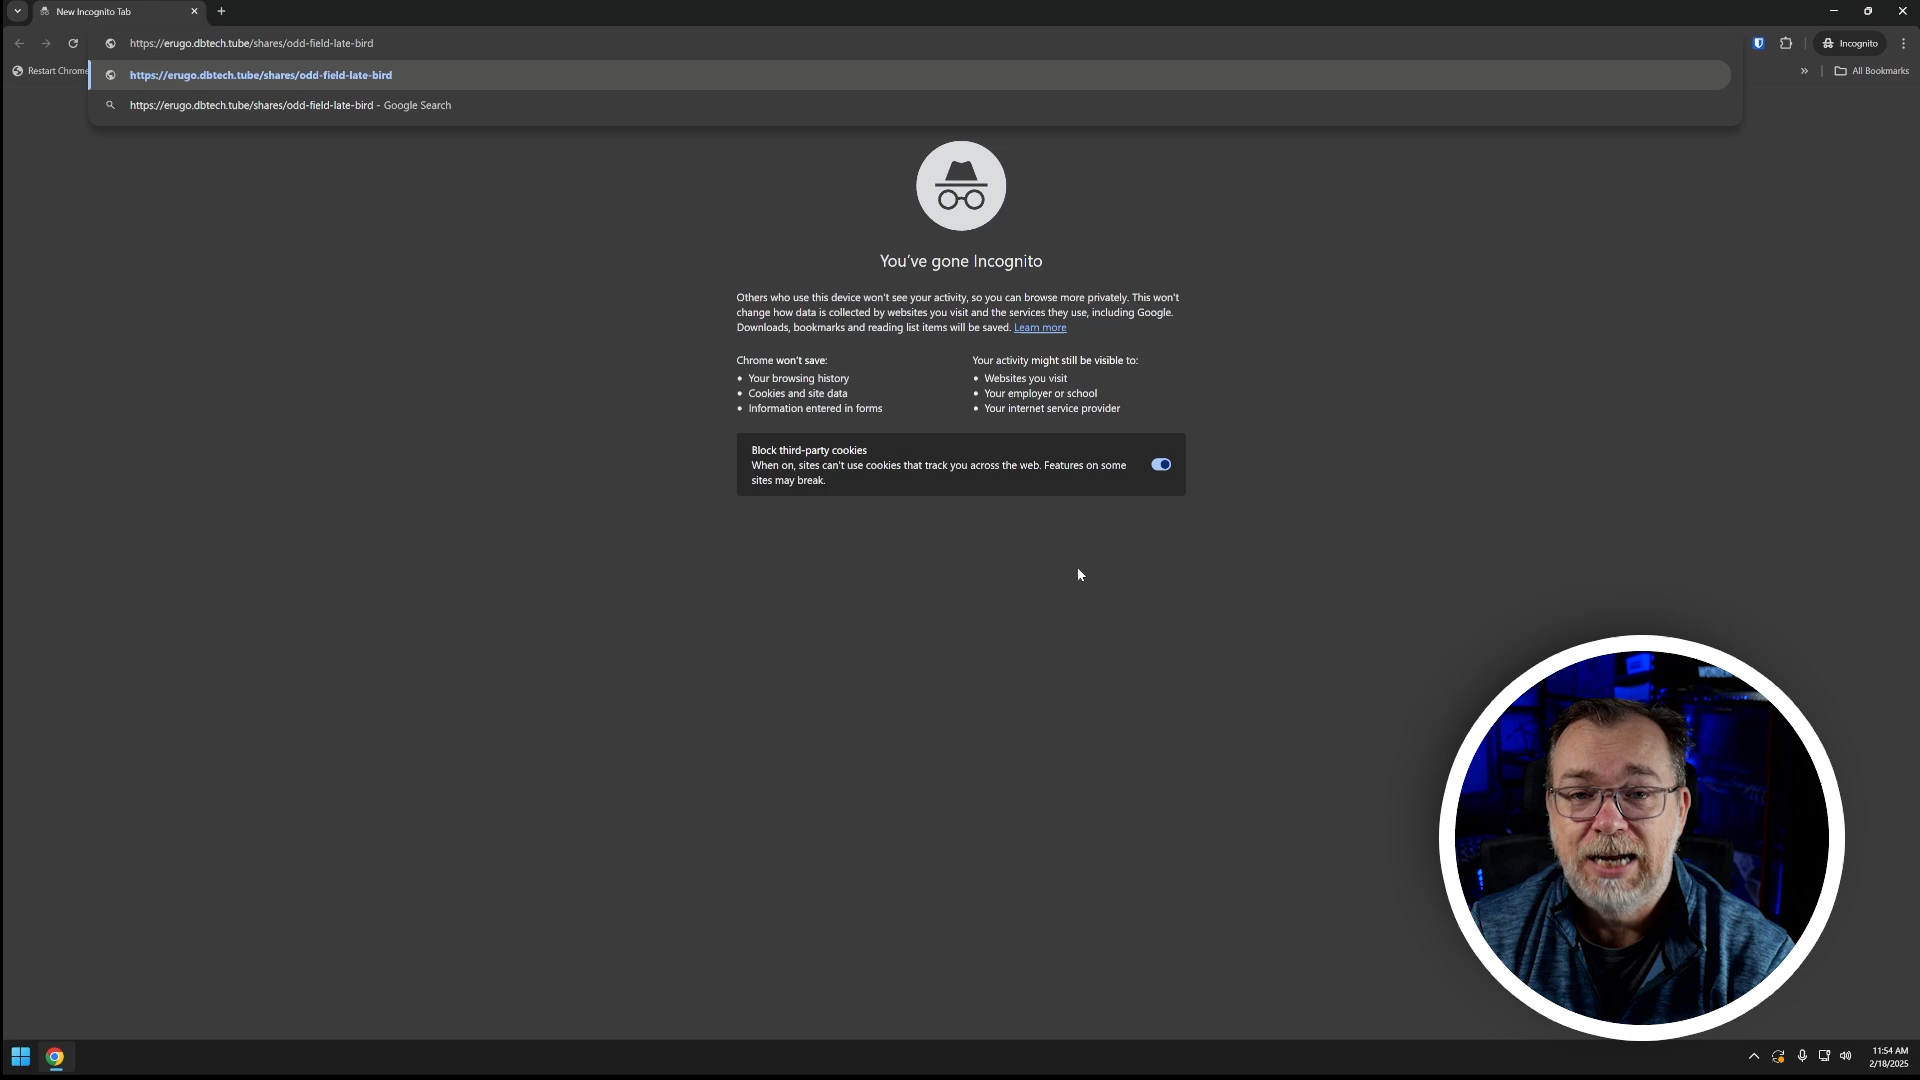 New Incognito Tab
https://erugo.dbtech.tube/shares/odd-field-late-bird
Incognito
Restart Chrome
https://erugo.dbtech.tube/shares/odd-field-late-bird
All Bookmarks
https://erugo.dbtech.tube/shares/odd-field-late-bird - Google Search
You've gone Incognito
Others who use this device won't see your activity, so you can browse more privately. This won't
change how data is collected by websites you visit and the services they use, including Google.
Downloads, bookmarks and reading list items will be saved. Learn more
Chrome won't save:
• Your browsing history
• Cookies and site data
• Information entered in forms
Your activity might still be visible to:
• Websites you visit
• Your employer or school
• Your internet service provider
Block third-party cookies
When on, sites can't use cookies that track you across the web. Features on some
sites may break.
11:54 AM
2/18/2025